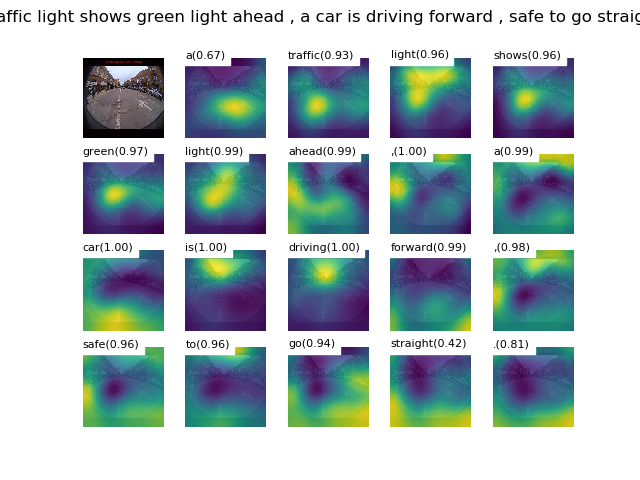 affic light shows green light ahead , a car is driving forward , safe to go straig
a(0.67)
traffic(0.93)
light(0.96)
shows(0.96)
green(0.97)
light(0.99)
ahead(0.99)
,(1.00)
a(0.99)
car(1.00)
is(1.00)
driving(1.00)
forward(0.99)
,(0.98)
safe(0.96)
to(0.96)
go(0.94)
straight(0.42)
.(0.81)